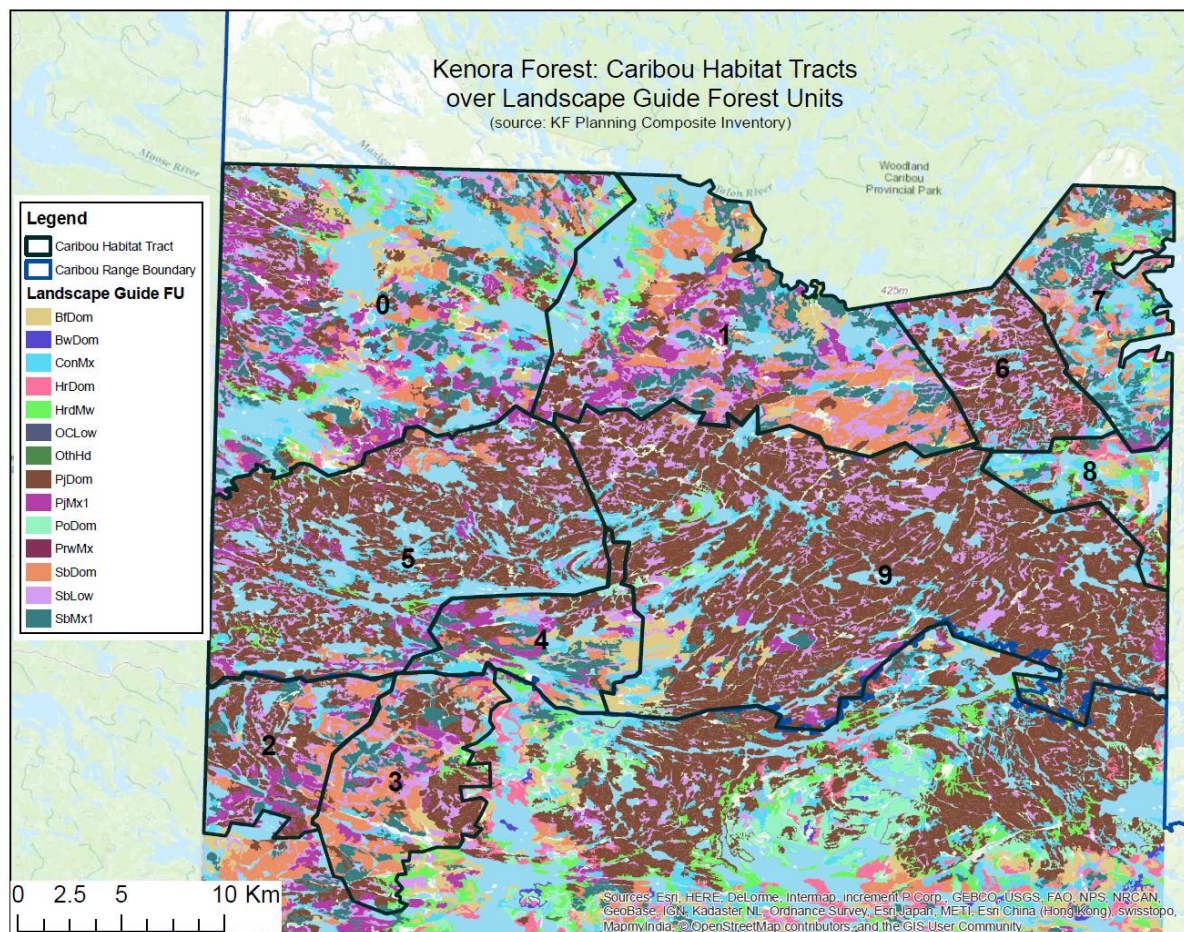 Kenora Forest: Caribou Habitat Tracts
over Landscape Guide Forest Units
(source: KF Planning Composite Inventory)
Moose River
Talon River
Woodland
Caribou
Provincial Park
425m
Legend
Caribou Habitat Tract
Caribou Range Boundary
Landscape Guide FU
BfDom
BwDom
ConMx
HrDom
HrdMw
OCLow
OthHd
PjDom
PjMx1
PoDom
PrwMx
SbDom
SbLow
SbMx1
0
1
7
6
8
5
9
4
2
3
0 2.5 5 10 Km
Sources: Esri, HERE, DeLorme, Intermap, increment P Corp., GEBCO, USGS, FAO, NPS, NRCAN,
GeoBase, IGN, Kadaster NL, Ordnance Survey, Esri Japan, METI, Esri China (Hong Kong), swisstopo,
MapmyIndia, © OpenStreetMap contributors, and the GIS User Community